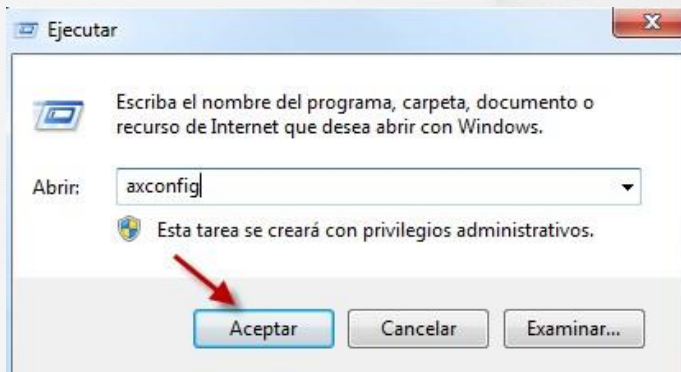 Ejecutar
Escriba el nombre del programa, carpeta, documento o
recurso de Internet que desea abrir con Windows.
Abrir: axconfig
Esta tarea se creará con privilegios administrativos.
Aceptar Cancelar Examinar...